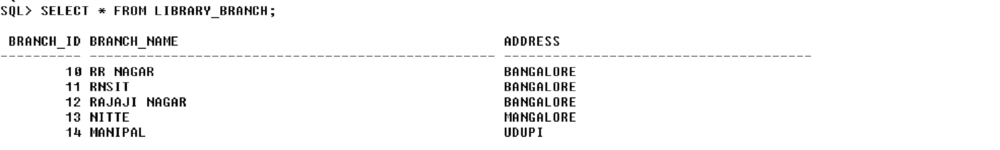 SQL> SELECT * FROM LIBRARY_BRANCH;
BRANCH_ID BRANCH_NAME ADDRESS
---------- -------------------------------------------------- --------------------------------------
10 RR NAGAR BANGALORE
11 RNSIT BANGALORE
12 RAJAJI NAGAR BANGALORE
13 NITTE MANGALORE
14 MANIPAL UDUPI